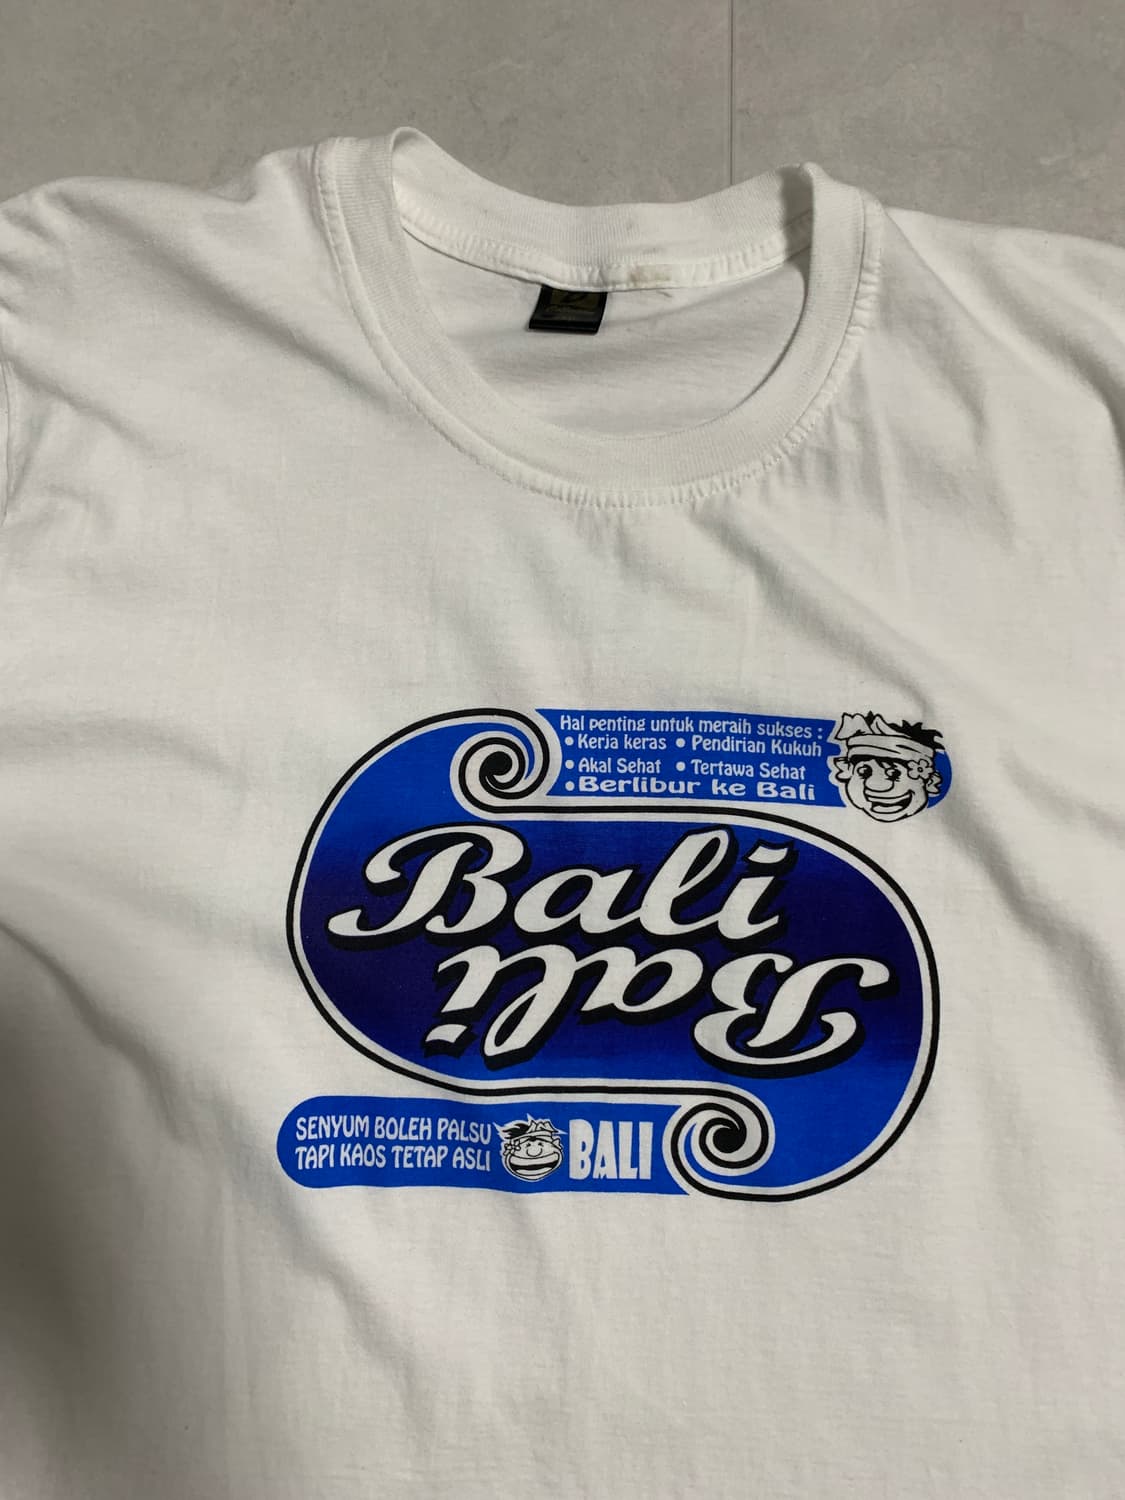 Hal penting untuk meraih sukses :
• Kerja keras • Pendirian Kukuh
• Akal Sehat • Tertawa Sehat
• Berlibur ke Bali
Bali
Bali
SENYUM BOLEH PALSU
TAPI KAOS TETAP ASLI
BALI